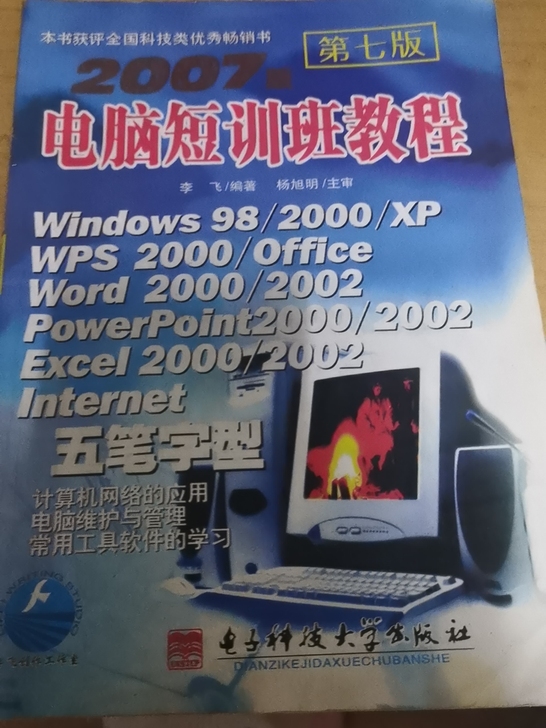 本书获评全国科技类优秀畅销书
第七版
2007版
电脑短训班教程
李 飞/编著 杨旭明/主审
Windows 98/2000/XP
WPS 2000/Office
Word 2000/2002
PowerPoint2000/2002
Excel 2000/2002
Internet
五笔字型
计算机网络的应用
电脑维护与管理
常用工具软件的学习
电子科技大学出版社
DIANZIKEJIDAXUECHUBANSHE